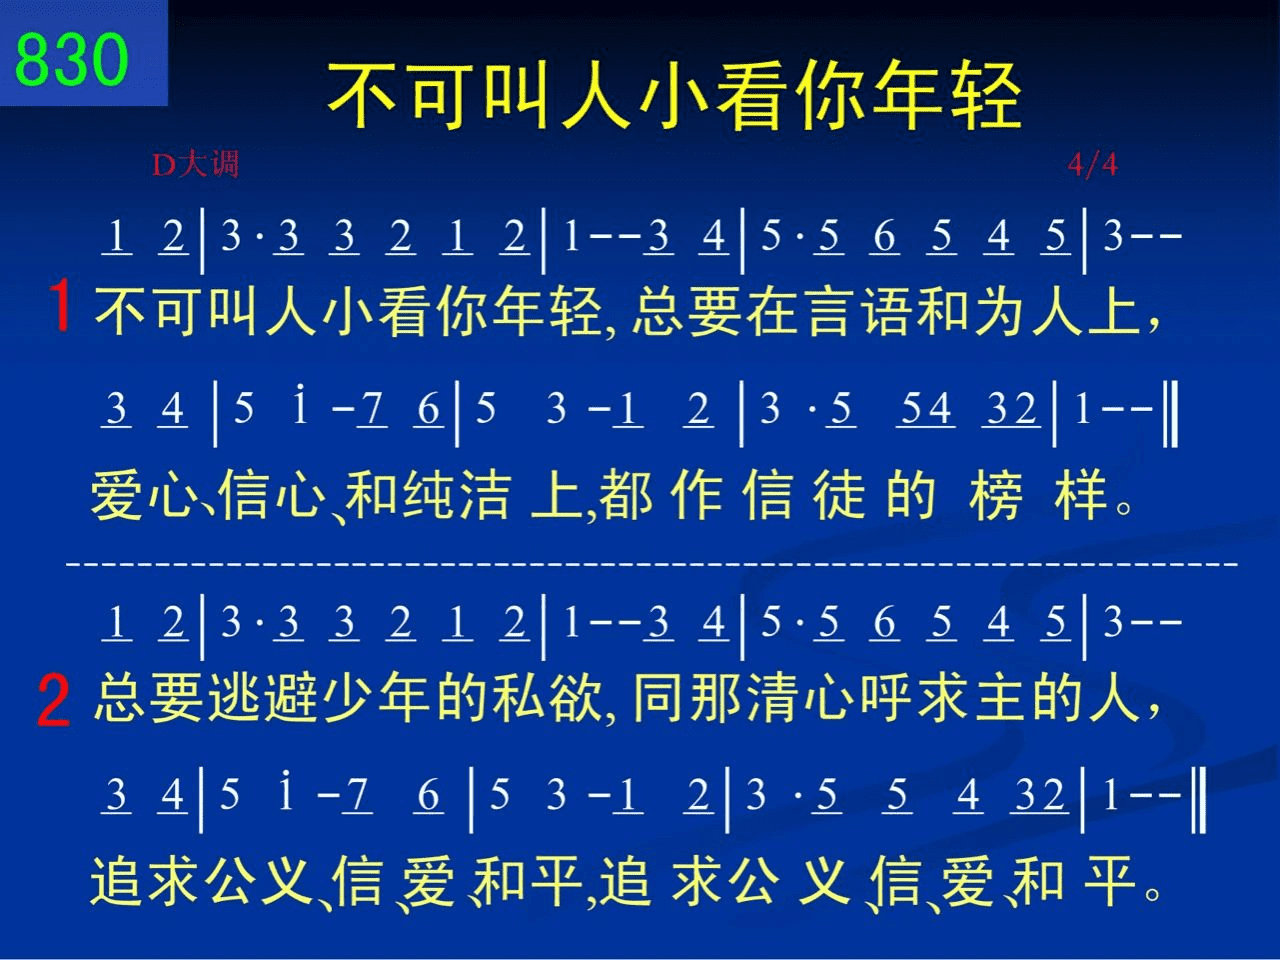 830
不可叫人小看你年轻
D大调 4/4
1 2|3·3 3 2 1 2|1--3 4|5·5 6 5 4 5|3--
1 不可叫人小看你年轻,总要在言语和为人上，
3 4|5 i -7 6|5 3 -1 2|3 ·5 54 32|1--‖
爱心、信心、和纯洁上,都作信徒的榜样。
1 2|3·3 3 2 1 2|1--3 4|5·5 6 5 4 5|3--
2 总要逃避少年的私欲,同那清心呼求主的人，
3 4|5 i -7 6|5 3 -1 2|3 ·5 5 4 32|1--‖
追求公义、信、爱、和平,追求公义、信、爱、和平。